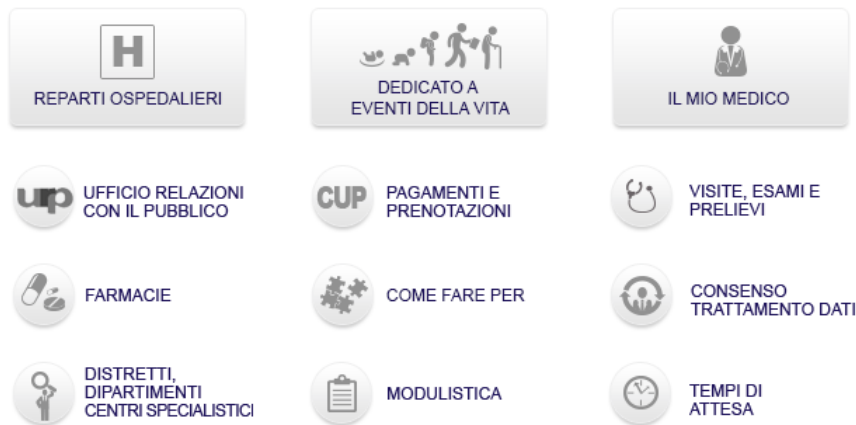 H
REPARTI OSPEDALIERI
DEDICATO A
EVENTI DELLA VITA
IL MIO MEDICO
urp
UFFICIO RELAZIONI
CON IL PUBBLICO
CUP
PAGAMENTI E
PRENOTAZIONI
VISITE, ESAMI E
PRELIEVI
FARMACIE
COME FARE PER
CONSENSO
TRATTAMENTO DATI
DISTRETTI,
DIPARTIMENTI
CENTRI SPECIALISTICI
MODULISTICA
TEMPI DI
ATTESA